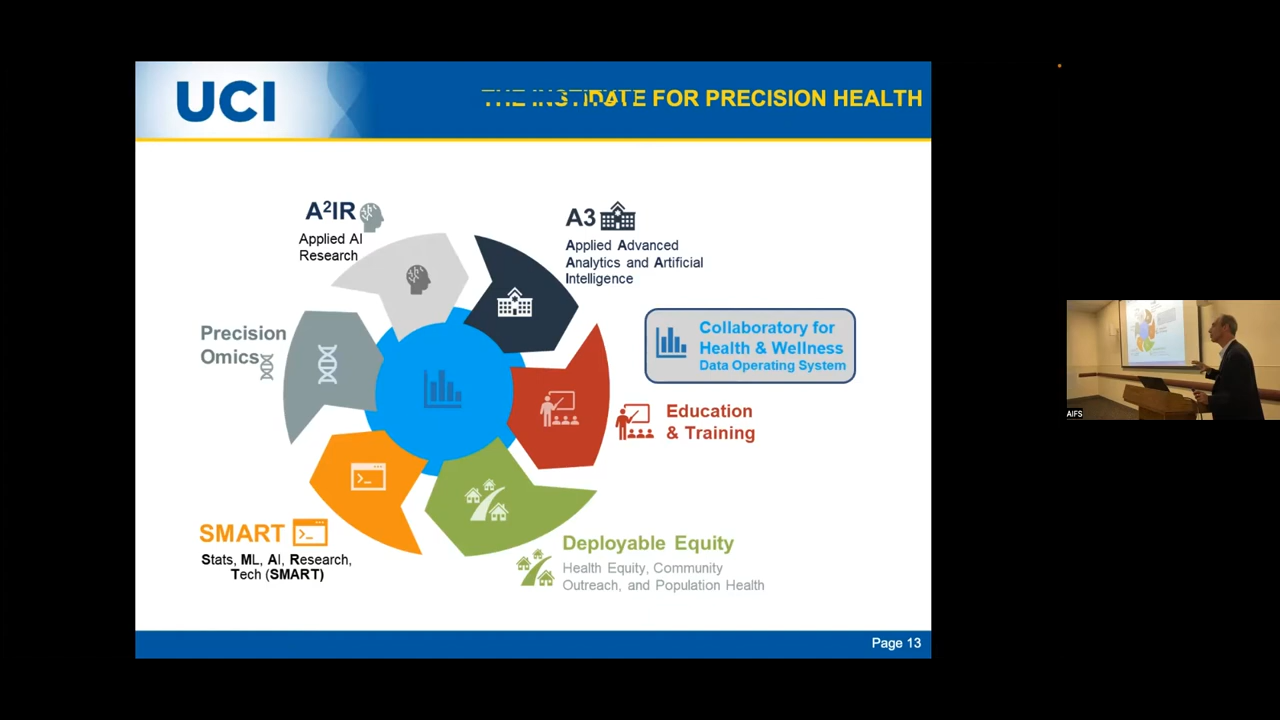 UCI
FOR PRECISION HEALTH
A²IR
Applied AI
Research
A3
Applied Advanced
Analytics and Artificial
Intelligence
Precision
Omics
Collaboratory for
Health & Wellness
Data Operating System
Education
& Training
SMART
Stats, ML, AI, Research,
Tech (SMART)
Deployable Equity
Health Equity, Community
Outreach, and Population Health
Page 13
AIFS